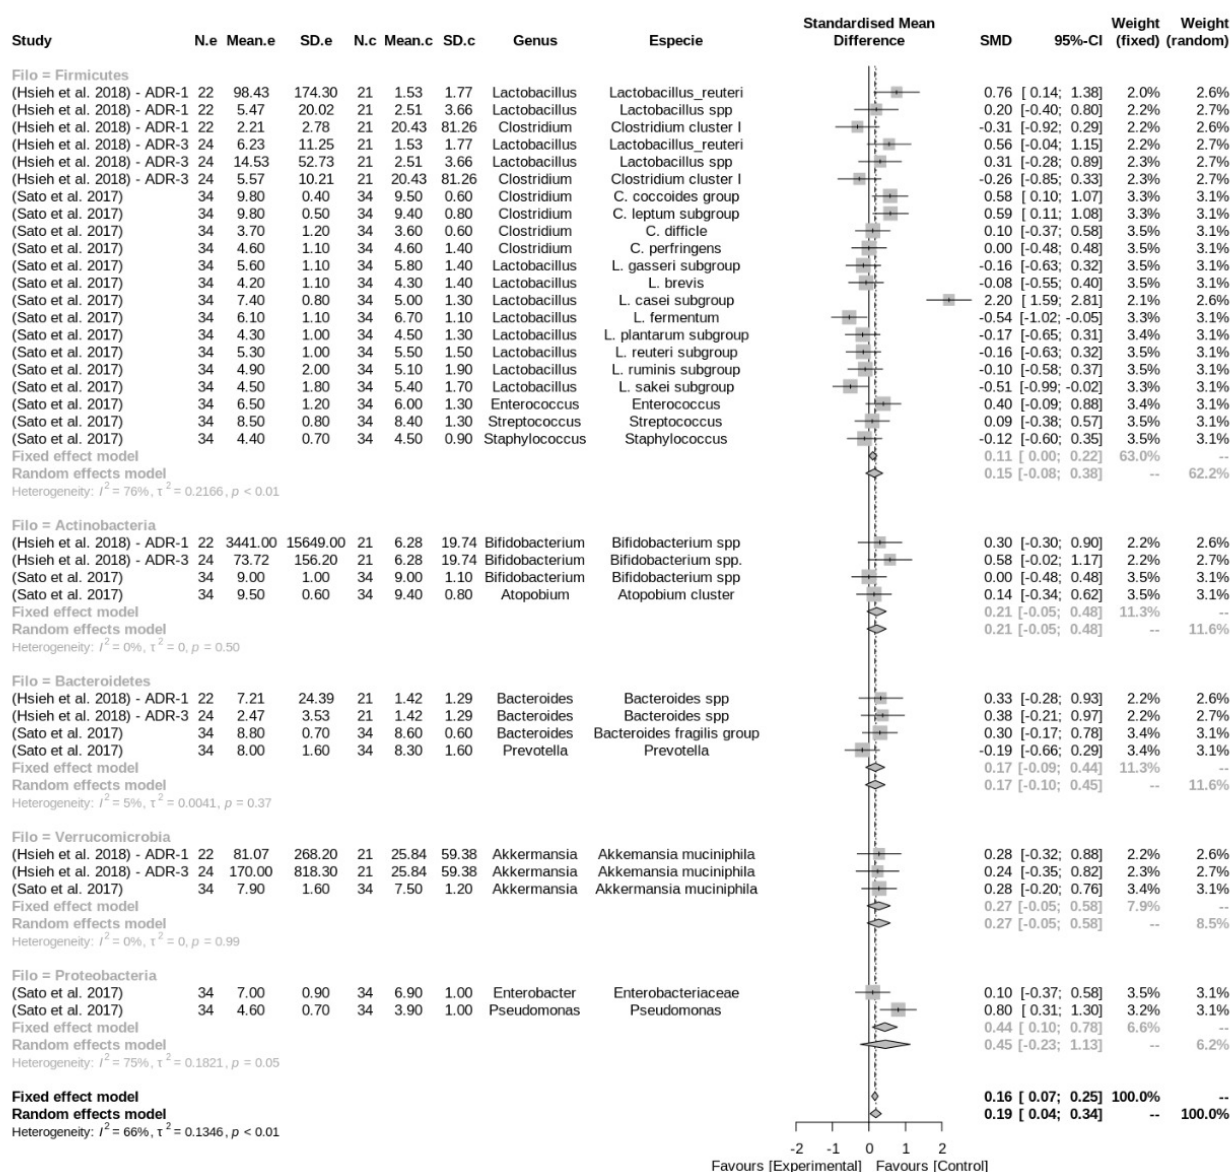 Standardised Mean Weight Weight
Study N.e Mean.e SD.e N.c Mean.c SD.c Genus Especie Difference SMD 95%-CI (fixed) (random)
Filo = Firmicutes
(Hsieh et al. 2018) - ADR-1 22 98.43 174.30 21 1.53 1.77 Lactobacillus Lactobacillus_reuteri 0.76 [ 0.14; 1.38] 2.0% 2.6%
(Hsieh et al. 2018) - ADR-1 22 5.47 20.02 21 2.51 3.66 Lactobacillus Lactobacillus spp 0.20 [-0.40; 0.80] 2.2% 2.7%
(Hsieh et al. 2018) - ADR-1 22 2.21 2.78 21 20.43 81.26 Clostridium Clostridium cluster I -0.31 [-0.92; 0.29] 2.2% 2.6%
(Hsieh et al. 2018) - ADR-3 24 6.23 11.25 21 1.53 1.77 Lactobacillus Lactobacillus_reuteri 0.56 [-0.04; 1.15] 2.2% 2.7%
(Hsieh et al. 2018) - ADR-3 24 14.53 52.73 21 2.51 3.66 Lactobacillus Lactobacillus spp 0.31 [-0.28; 0.89] 2.3% 2.7%
(Hsieh et al. 2018) - ADR-3 24 5.57 10.21 21 20.43 81.26 Clostridium Clostridium cluster I -0.26 [-0.85; 0.33] 2.3% 2.7%
(Sato et al. 2017) 34 9.80 0.40 34 9.50 0.60 Clostridium C. coccoides group 0.58 [ 0.10; 1.07] 3.3% 3.1%
(Sato et al. 2017) 34 9.80 0.50 34 9.40 0.80 Clostridium C. leptum subgroup 0.59 [ 0.11; 1.08] 3.3% 3.1%
(Sato et al. 2017) 34 3.70 1.20 34 3.60 0.60 Clostridium C. difficle 0.10 [-0.37; 0.58] 3.5% 3.1%
(Sato et al. 2017) 34 4.60 1.10 34 4.60 1.40 Clostridium C. perfringens 0.00 [-0.48; 0.48] 3.5% 3.1%
(Sato et al. 2017) 34 5.60 1.10 34 5.80 1.40 Lactobacillus L. gasseri subgroup -0.16 [-0.63; 0.32] 3.5% 3.1%
(Sato et al. 2017) 34 4.20 1.10 34 4.30 1.40 Lactobacillus L. brevis -0.08 [-0.55; 0.40] 3.5% 3.1%
(Sato et al. 2017) 34 7.40 0.80 34 5.00 1.30 Lactobacillus L. casei subgroup 2.20 [ 1.59; 2.81] 2.1% 2.6%
(Sato et al. 2017) 34 6.10 1.10 34 6.70 1.10 Lactobacillus L. fermentum -0.54 [-1.02; -0.05] 3.3% 3.1%
(Sato et al. 2017) 34 4.30 1.00 34 4.50 1.30 Lactobacillus L. plantarum subgroup -0.17 [-0.65; 0.31] 3.4% 3.1%
(Sato et al. 2017) 34 5.30 1.00 34 5.50 1.50 Lactobacillus L. reuteri subgroup -0.16 [-0.63; 0.32] 3.5% 3.1%
(Sato et al. 2017) 34 4.90 2.00 34 5.10 1.90 Lactobacillus L. ruminis subgroup -0.10 [-0.58; 0.37] 3.5% 3.1%
(Sato et al. 2017) 34 4.50 1.80 34 5.40 1.70 Lactobacillus L. sakei subgroup -0.51 [-0.99; -0.02] 3.3% 3.1%
(Sato et al. 2017) 34 6.50 1.20 34 6.00 1.30 Enterococcus Enterococcus 0.40 [-0.09; 0.88] 3.4% 3.1%
(Sato et al. 2017) 34 8.50 0.80 34 8.40 1.30 Streptococcus Streptococcus 0.09 [-0.38; 0.57] 3.5% 3.1%
(Sato et al. 2017) 34 4.40 0.70 34 4.50 0.90 Staphylococcus Staphylococcus -0.12 [-0.60; 0.35] 3.5% 3.1%
Fixed effect model 0.11 [ 0.00; 0.22] 63.0% --
Random effects model 0.15 [-0.08; 0.38] -- 62.2%
Heterogeneity: I² = 76%, τ² = 0.2166, p < 0.01
Filo = Actinobacteria
(Hsieh et al. 2018) - ADR-1 22 3441.00 15649.00 21 6.28 19.74 Bifidobacterium Bifidobacterium spp 0.30 [-0.30; 0.90] 2.2% 2.6%
(Hsieh et al. 2018) - ADR-3 24 73.72 156.20 21 6.28 19.74 Bifidobacterium Bifidobacterium spp. 0.58 [-0.02; 1.17] 2.2% 2.7%
(Sato et al. 2017) 34 9.00 1.00 34 9.00 1.10 Bifidobacterium Bifidobacterium spp 0.00 [-0.48; 0.48] 3.5% 3.1%
(Sato et al. 2017) 34 9.50 0.60 34 9.40 0.80 Atopobium Atopobium cluster 0.14 [-0.34; 0.62] 3.5% 3.1%
Fixed effect model 0.21 [-0.05; 0.48] 11.3% --
Random effects model 0.21 [-0.05; 0.48] -- 11.6%
Heterogeneity: I² = 0%, τ² = 0, p = 0.50
Filo = Bacteroidetes
(Hsieh et al. 2018) - ADR-1 22 7.21 24.39 21 1.42 1.29 Bacteroides Bacteroides spp 0.33 [-0.28; 0.93] 2.2% 2.6%
(Hsieh et al. 2018) - ADR-3 24 2.47 3.53 21 1.42 1.29 Bacteroides Bacteroides spp 0.38 [-0.21; 0.97] 2.2% 2.7%
(Sato et al. 2017) 34 8.80 0.70 34 8.60 0.60 Bacteroides Bacteroides fragilis group 0.30 [-0.17; 0.78] 3.4% 3.1%
(Sato et al. 2017) 34 8.00 1.60 34 8.30 1.60 Prevotella Prevotella -0.19 [-0.66; 0.29] 3.4% 3.1%
Fixed effect model 0.17 [-0.09; 0.44] 11.3% --
Random effects model 0.17 [-0.10; 0.45] -- 11.6%
Heterogeneity: I² = 5%, τ² = 0.0041, p = 0.37
Filo = Verrucomicrobia
(Hsieh et al. 2018) - ADR-1 22 81.07 268.20 21 25.84 59.38 Akkermansia Akkemansia muciniphila 0.28 [-0.32; 0.88] 2.2% 2.6%
(Hsieh et al. 2018) - ADR-3 24 170.00 818.30 21 25.84 59.38 Akkermansia Akkemansia muciniphila 0.24 [-0.35; 0.82] 2.3% 2.7%
(Sato et al. 2017) 34 7.90 1.60 34 7.50 1.20 Akkermansia Akkermansia muciniphila 0.28 [-0.20; 0.76] 3.5% 3.1%
Fixed effect model 0.27 [-0.05; 0.58] 7.9% --
Random effects model 0.27 [-0.05; 0.58] -- 8.5%
Heterogeneity: I² = 0%, τ² = 0, p = 0.99
Filo = Proteobacteria
(Sato et al. 2017) 34 7.00 0.90 34 6.90 1.00 Enterobacter Enterobacteriaceae 0.10 [-0.37; 0.58] 3.5% 3.1%
(Sato et al. 2017) 34 4.60 0.70 34 3.90 1.00 Pseudomonas Pseudomonas 0.80 [ 0.31; 1.30] 3.2% 3.1%
Fixed effect model 0.44 [ 0.10; 0.78] 6.6% --
Random effects model 0.45 [-0.23; 1.13] -- 6.2%
Heterogeneity: I² = 75%, τ² = 0.1821, p = 0.05
Fixed effect model 0.16 [ 0.07; 0.25] 100.0% --
Random effects model 0.19 [ 0.04; 0.34] -- 100.0%
Heterogeneity: I² = 66%, τ² = 0.1346, p < 0.01
-2 -1 0 1 2
Favours [Experimental] Favours [Control]